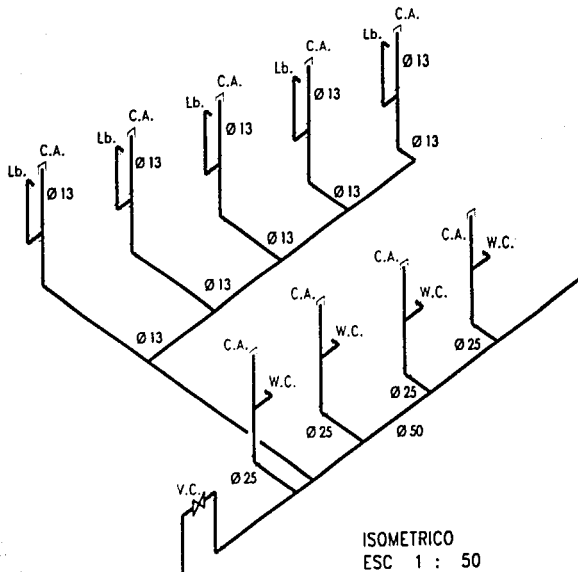 C.A.
Lb.
Ø 13
C.A.
Lb.
Ø 13
C.A.
Lb.
Ø 13
C.A.
Lb.
Ø 13
C.A.
Lb.
Ø 13
Ø 13
Ø 13
Ø 13
Ø 13
Ø 13
C.A.
W.C.
Ø 25
C.A.
W.C.
Ø 25
C.A.
W.C.
Ø 25
C.A.
W.C.
Ø 25
Ø 50
V.C.
ISOMETRICO
ESC 1 : 50